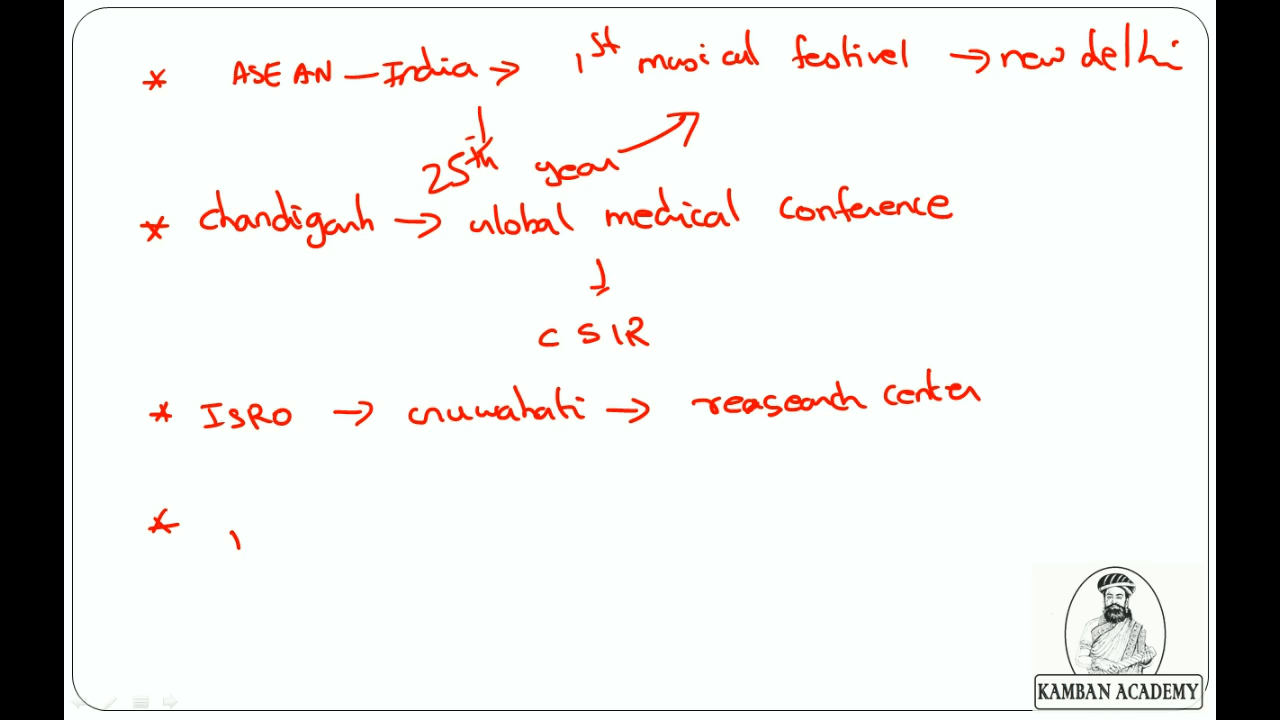 * ASEAN — India → 1st musical festivel → new delhi
25th year
* chandigarh → Global medical conference
CSIR
* ISRO → Guwahati → reasearch center
*
KAMBAN ACADEMY